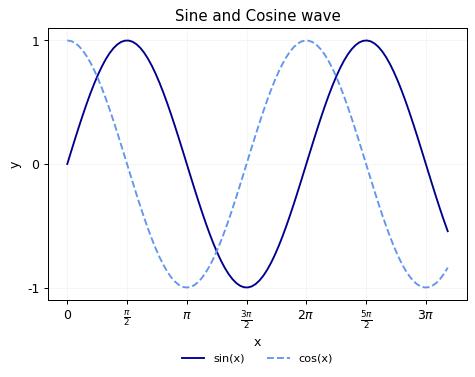 Sine and Cosine wave
1
0
-1
y
0 π/2 π 3π/2 2π 5π/2 3π
x
sin(x) cos(x)